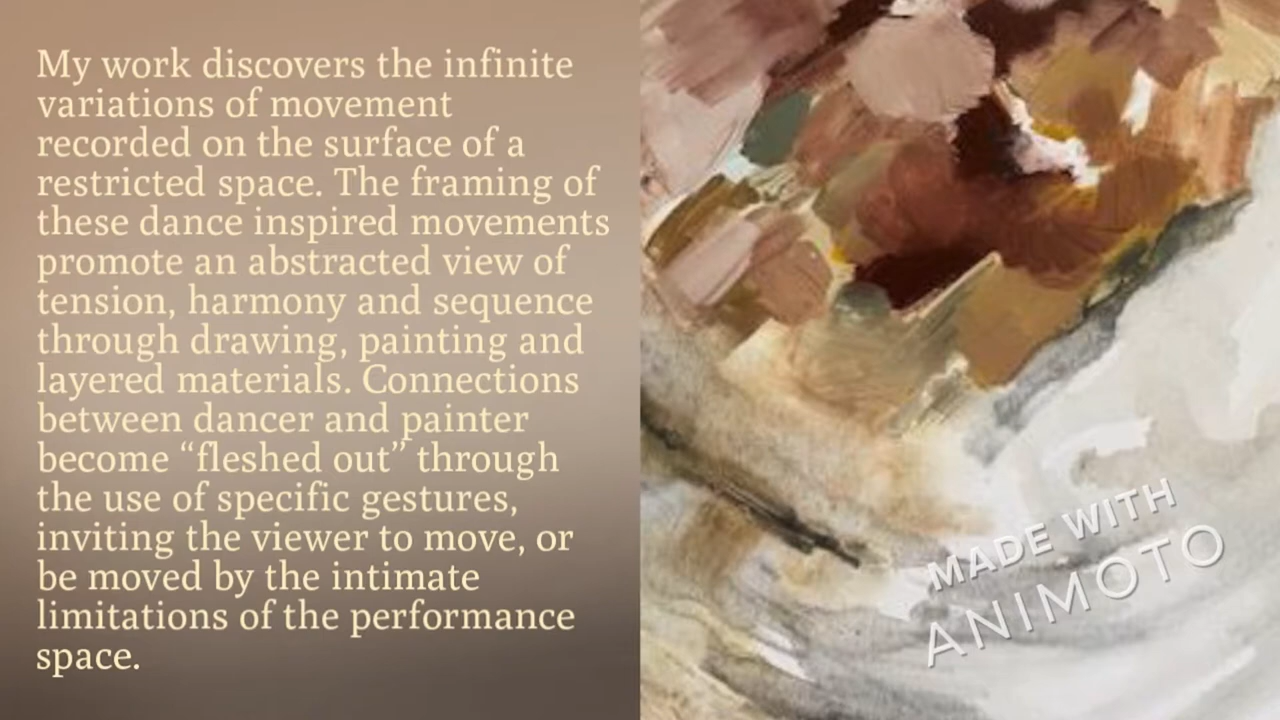 My work discovers the infinite
variations of movement
recorded on the surface of a
restricted space. The framing of
these dance inspired movements
promote an abstracted view of
tension, harmony and sequence
through drawing, painting and
layered materials. Connections
between dancer and painter
become “fleshed out” through
the use of specific gestures,
inviting the viewer to move, or
be moved by the intimate
limitations of the performance
space.
MADE WITH
ANIMOTO